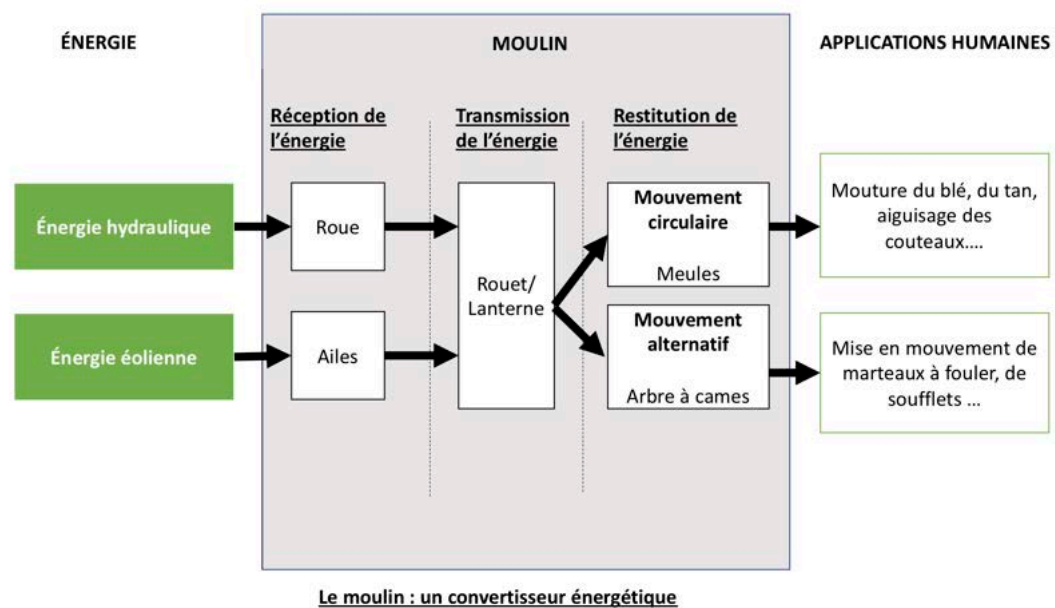 ÉNERGIE
MOULIN
APPLICATIONS HUMAINES
Réception de
l'énergie
Transmission
de l'énergie
Restitution de
l'énergie
Énergie hydraulique
Roue
Rouet/
Lanterne
Mouvement
circulaire
Meules
Mouture du blé, du tan,
aiguisage des
couteaux....
Énergie éolienne
Ailes
Mouvement
alternatif
Arbre à cames
Mise en mouvement de
marteaux à fouler, de
soufflets ...
Le moulin : un convertisseur énergétique